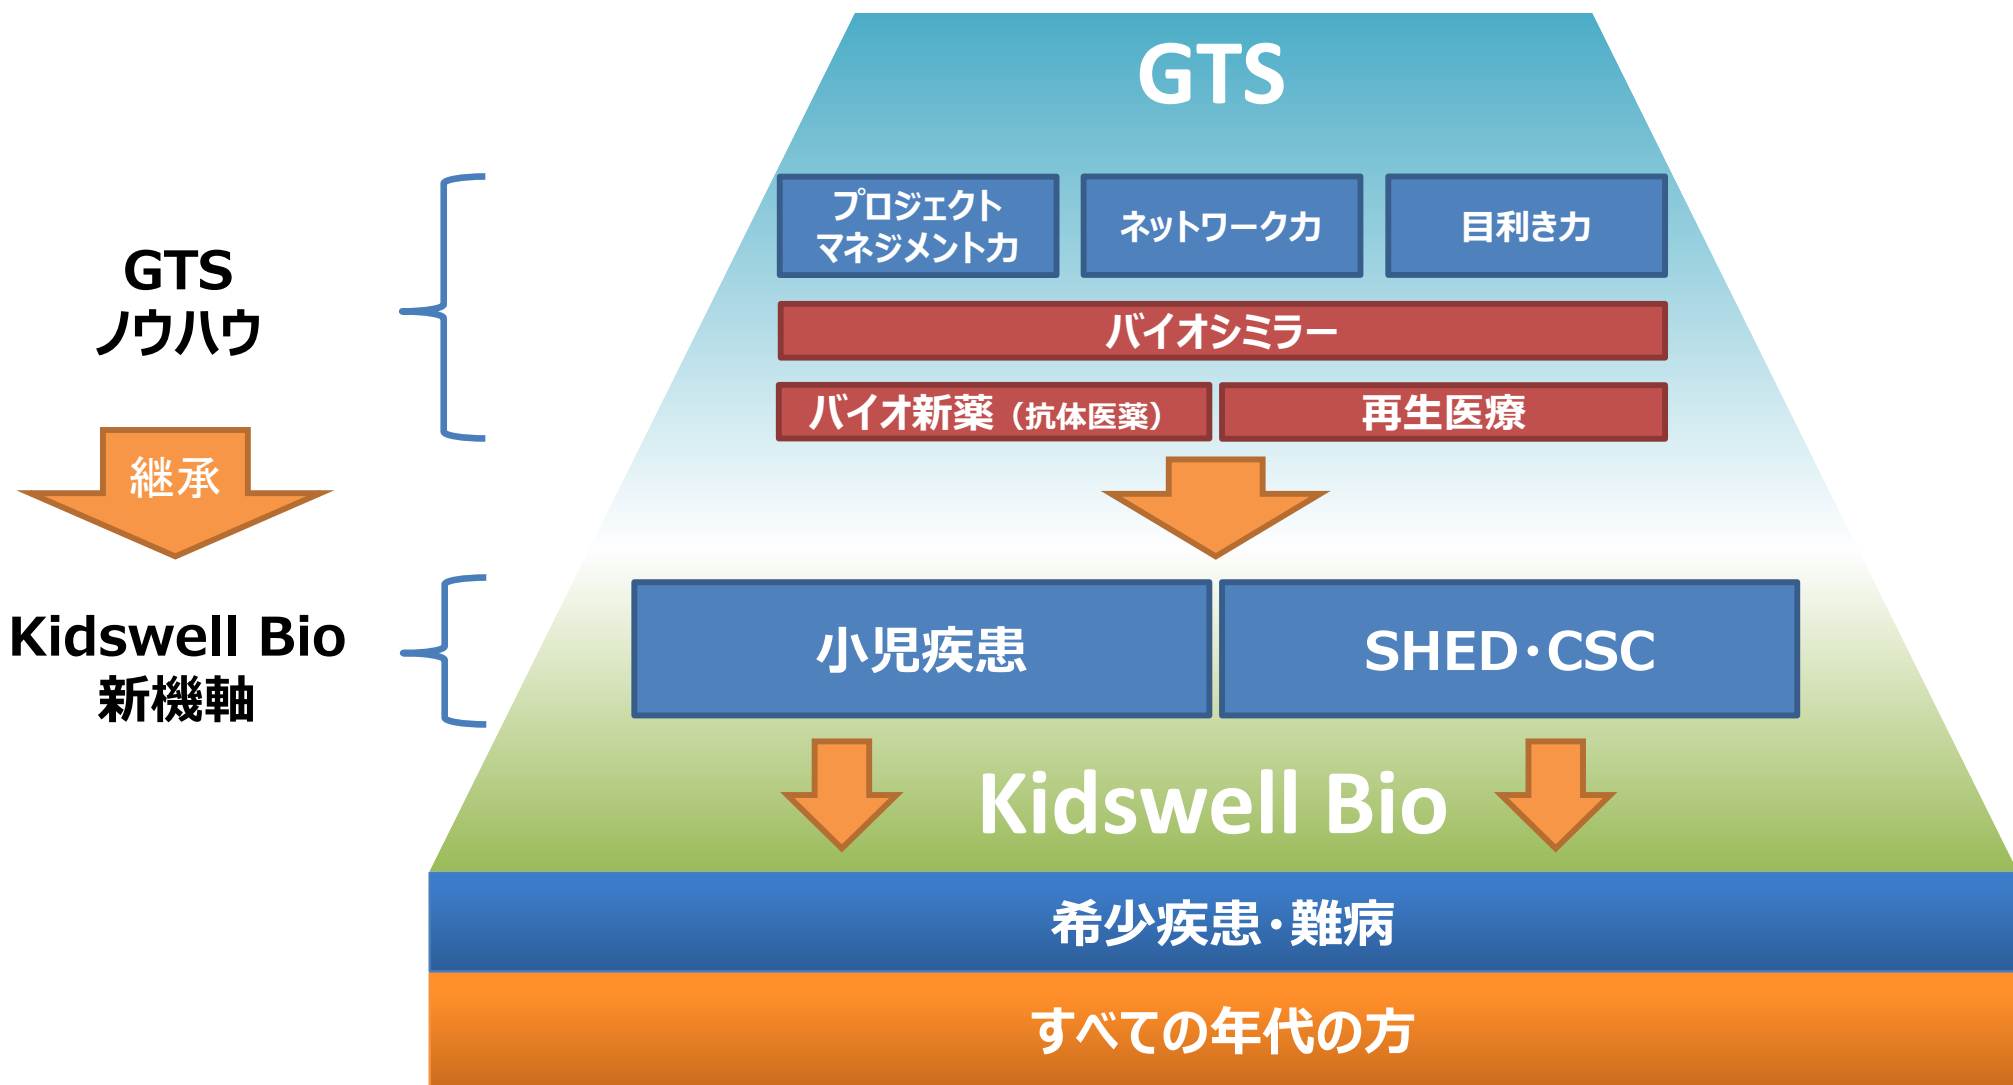 GTS
プロジェクト
マネジメント力
ネットワーク力
目利き力
GTS
ノウハウ
バイオシミラー
バイオ新薬（抗体医薬）
再生医療
継承
Kidswell Bio
新機軸
小児疾患
SHED・CSC
Kidswell Bio
希少疾患・難病
すべての年代の方